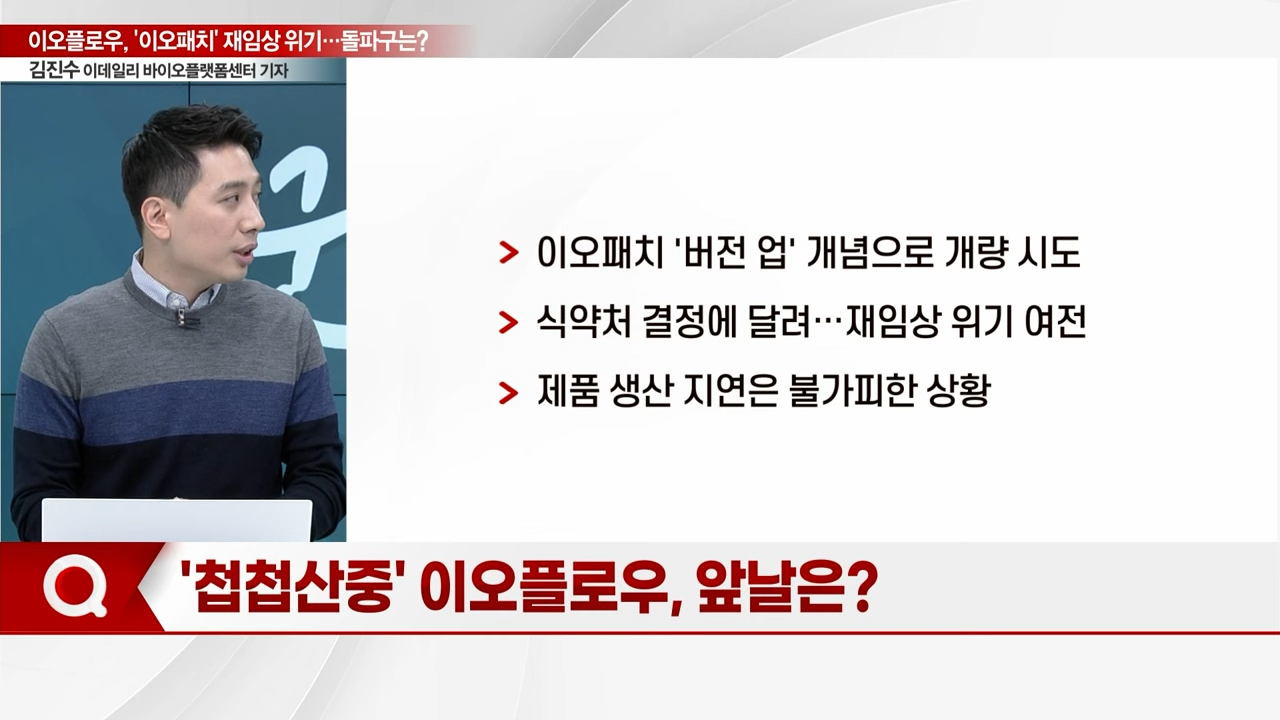 이오플로우, '이오패치' 재임상 위기…돌파구는?
김진수 이데일리 바이오플랫폼센터 기자
> 이오패치 '버전 업' 개념으로 개량 시도
> 식약처 결정에 달려…재임상 위기 여전
> 제품 생산 지연은 불가피한 상황
Q '첩첩산중' 이오플로우, 앞날은?